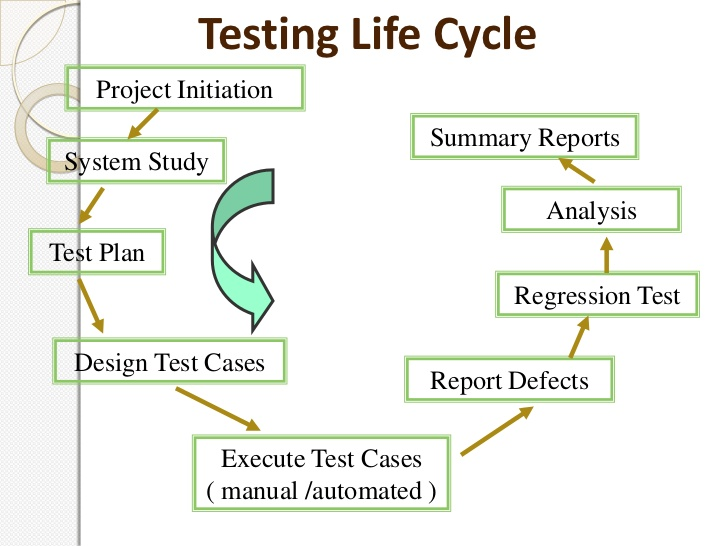 Testing Life Cycle
Project Initiation
System Study
Test Plan
Design Test Cases
Execute Test Cases
( manual /automated )
Report Defects
Regression Test
Analysis
Summary Reports